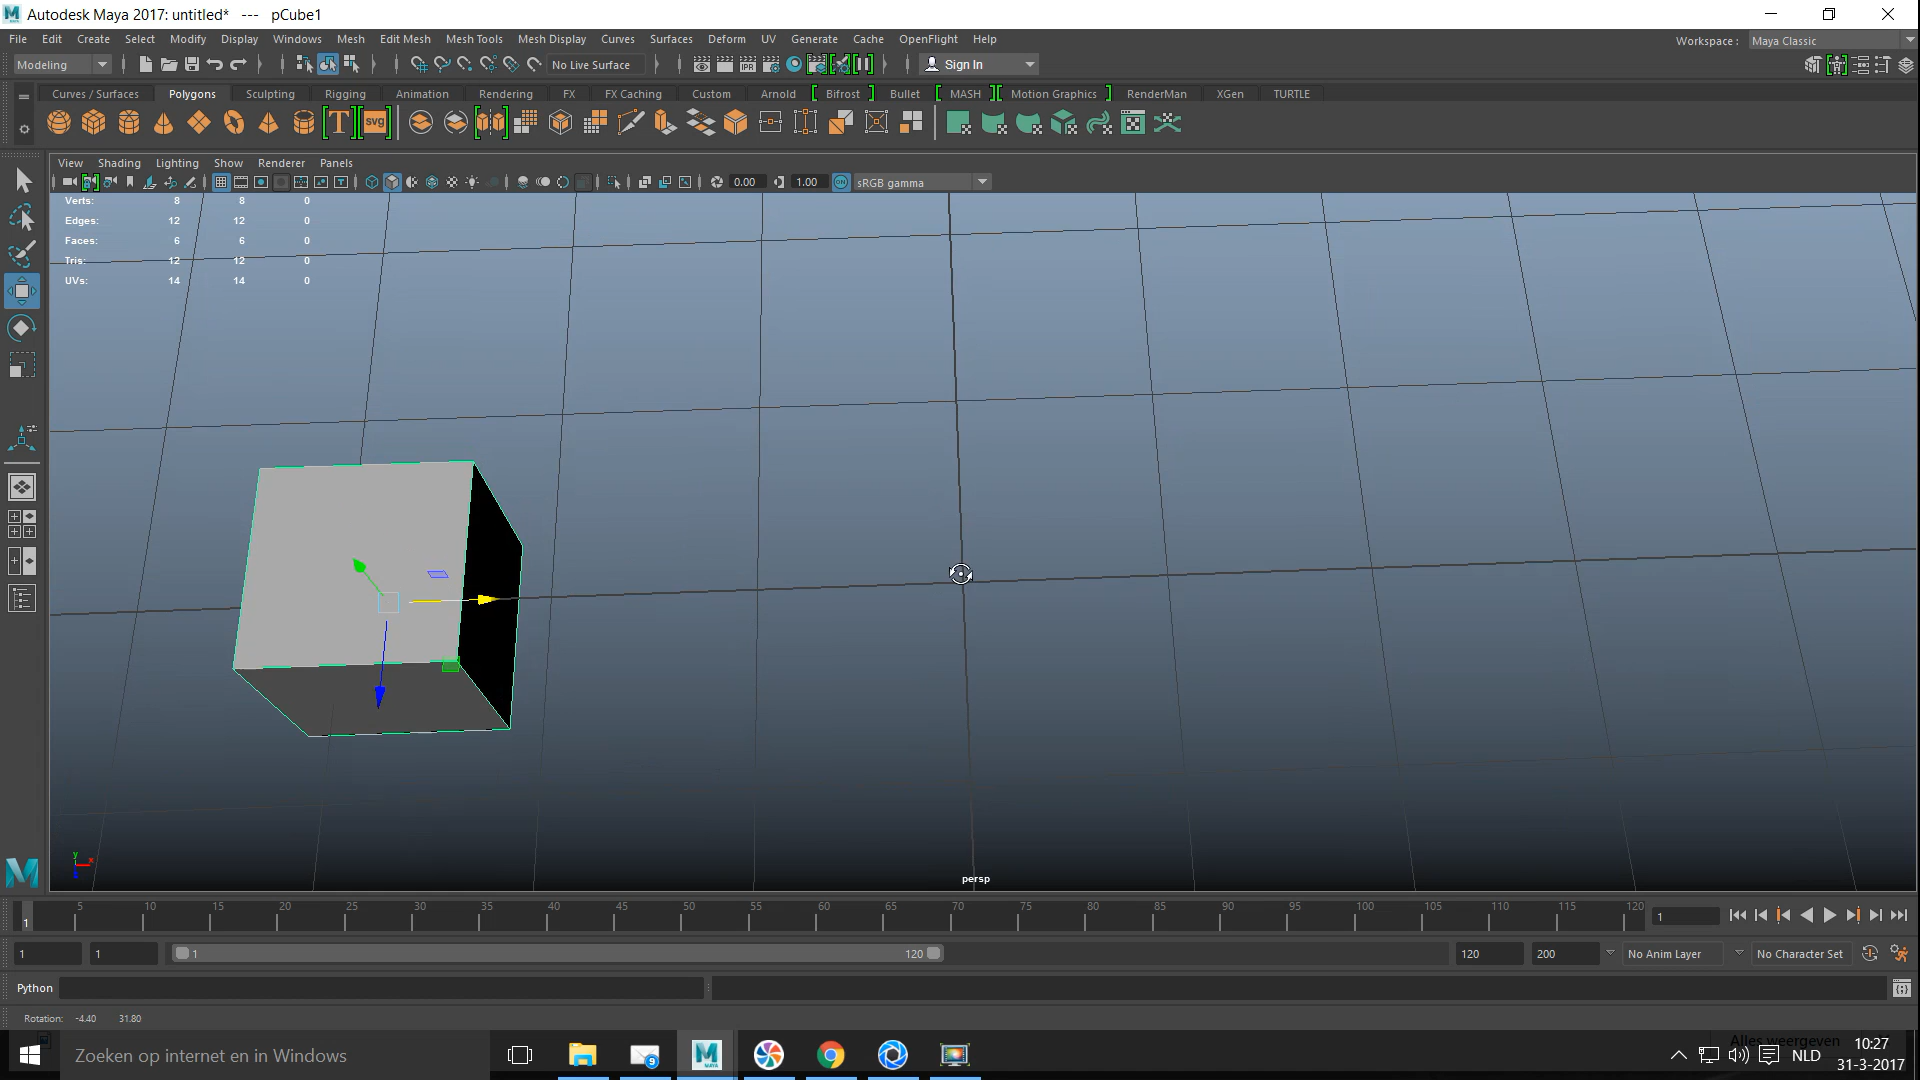 Autodesk Maya 2017: untitled* --- pCube1
File Edit Create Select Modify Display Windows Mesh Edit Mesh Mesh Tools Mesh Display Curves Surfaces Deform UV Generate Cache OpenFlight Help
Workspace : Maya Classic
Modeling No Live Surface IPR Sign In
Curves / Surfaces Polygons Sculpting Rigging Animation Rendering FX FX Caching Custom Arnold Bifrost Bullet MASH Motion Graphics RenderMan XGen TURTLE
T SVG
View Shading Lighting Show Renderer Panels
0.00 1.00 ON sRGB gamma
Verts: 8 8 0
Edges: 12 12 0
Faces: 6 6 0
Tris: 12 12 0
UVs: 14 14 0
y x
persp
5 10 15 20 25 30 35 40 45 50 55 60 65 70 75 80 85 90 95 100 105 110 115 120
1 1
1 1 1 120 120 200 No Anim Layer No Character Set
Python
Rotation: -4.40 31.80
Alles weergeven
Zoeken op internet en in Windows 9 NLD 10:27
31-3-2017